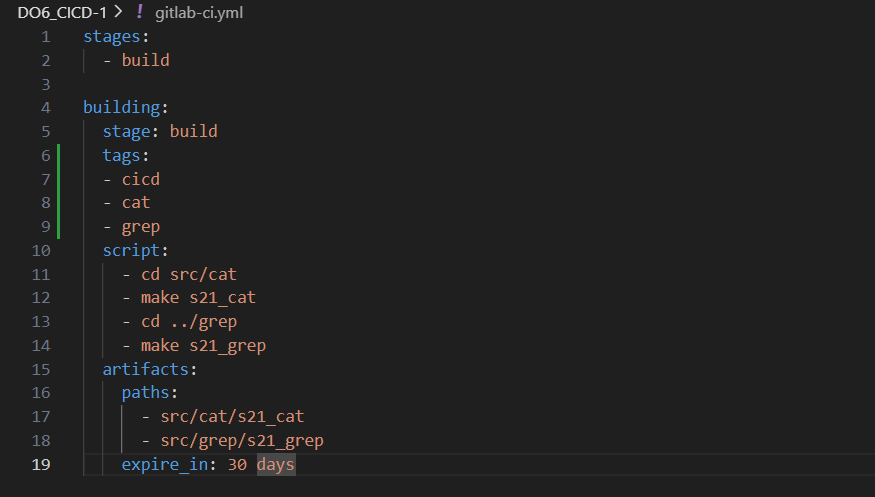 DO6_CICD-1 > ! gitlab-ci.yml
1 stages:
2   - build
3
4 building:
5   stage: build
6   tags:
7   - cicd
8   - cat
9   - grep
10   script:
11     - cd src/cat
12     - make s21_cat
13     - cd ../grep
14     - make s21_grep
15   artifacts:
16     paths:
17       - src/cat/s21_cat
18       - src/grep/s21_grep
19     expire_in: 30 days